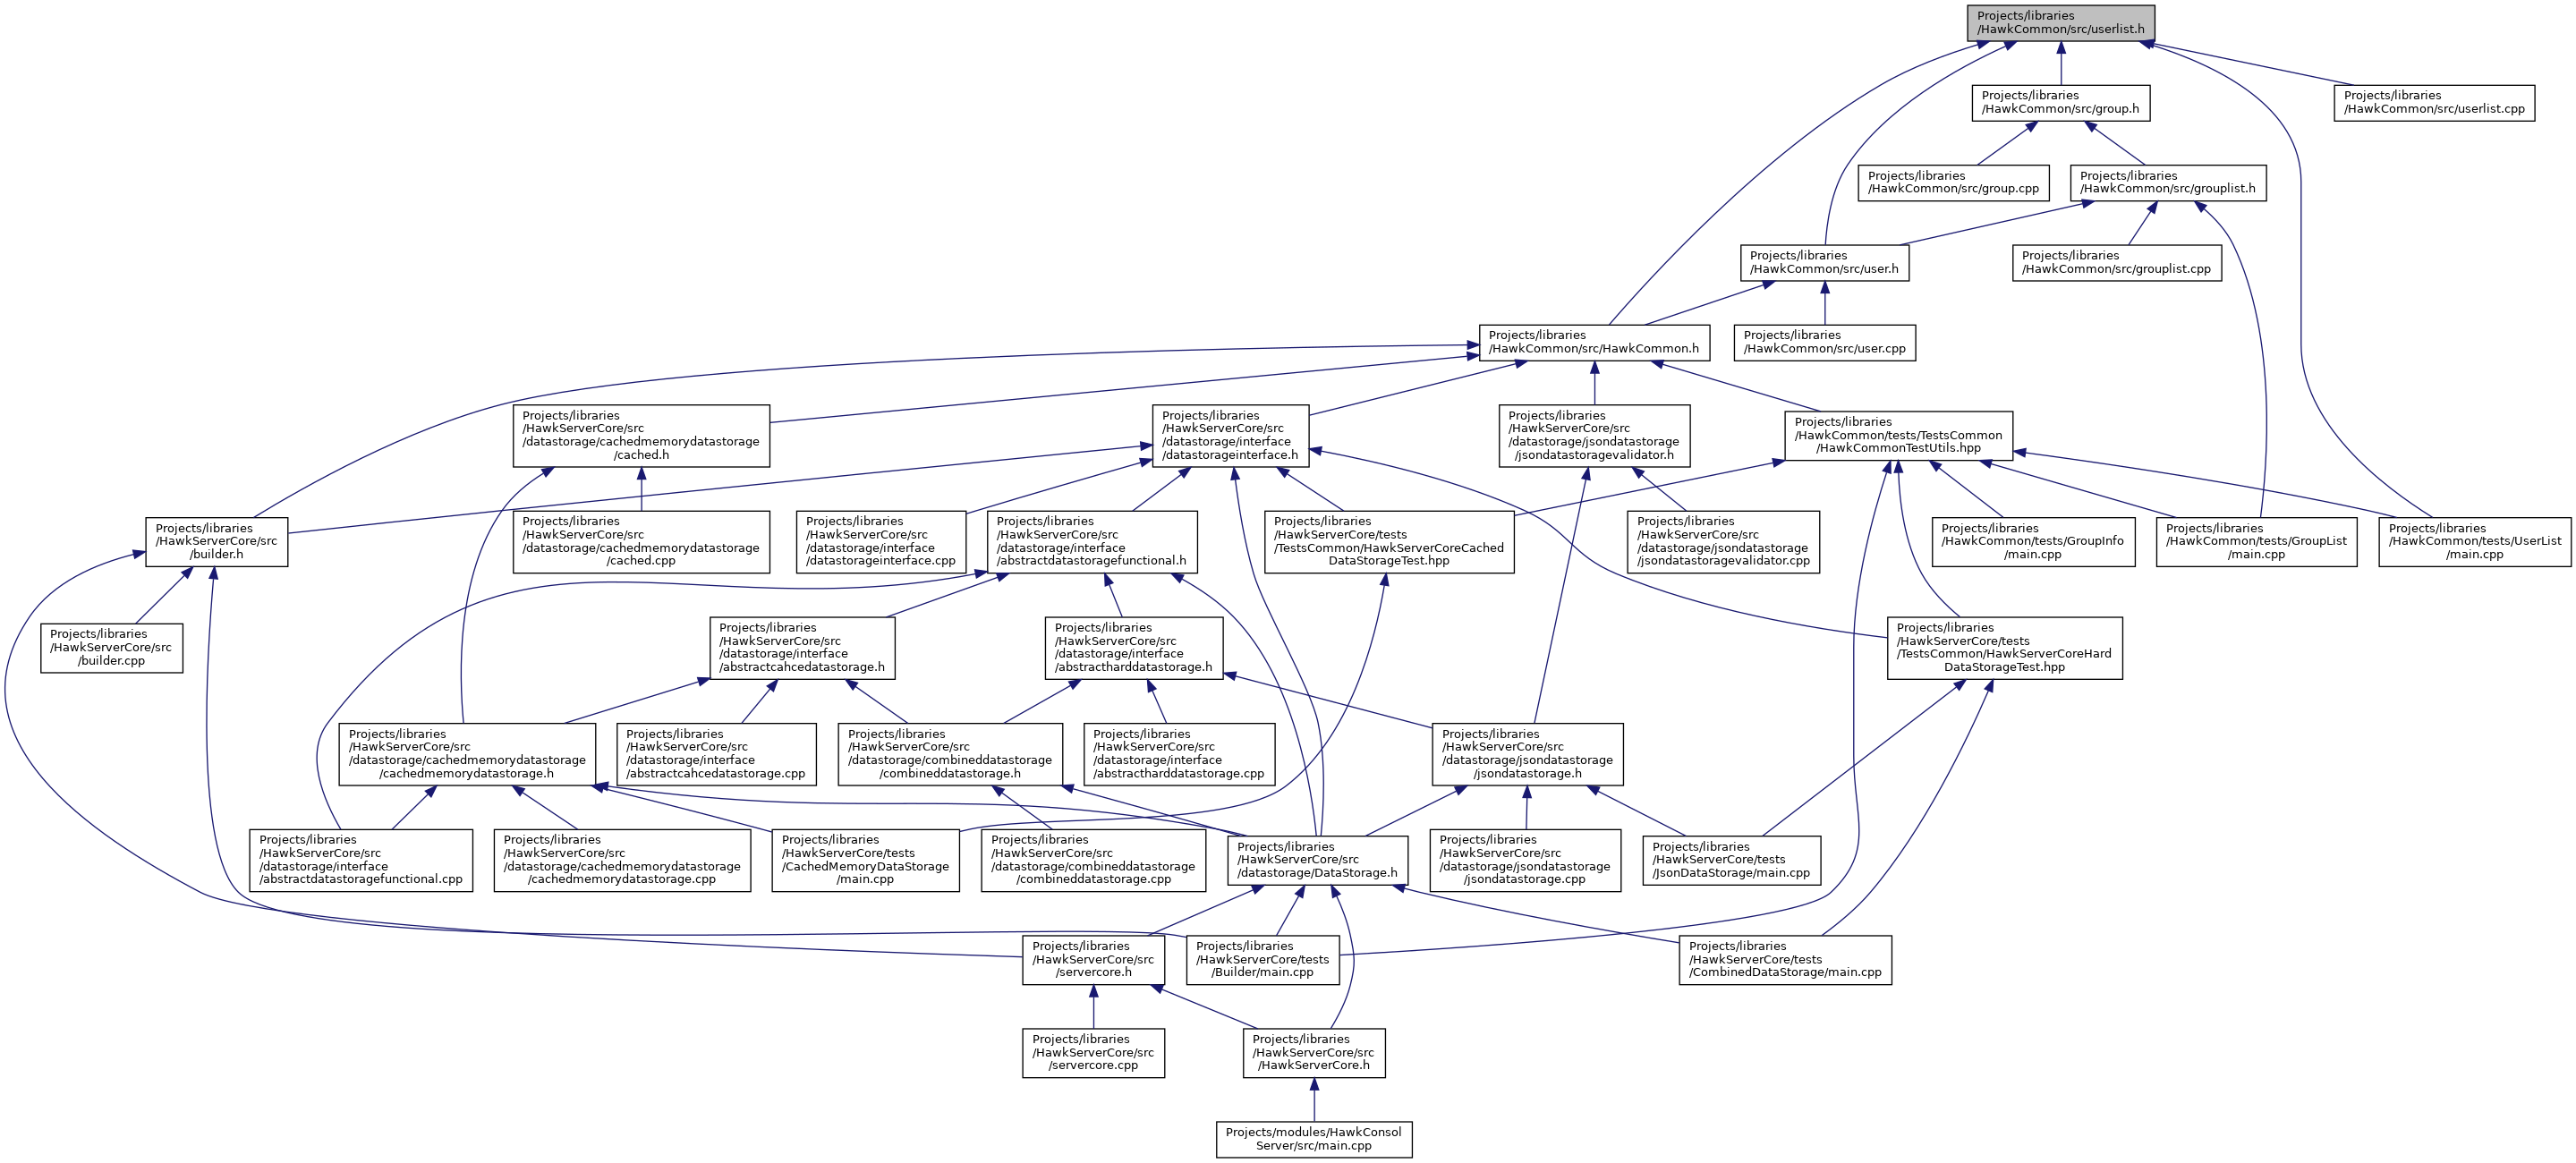 Projects/libraries
/HawkCommon/src/userlist.h
Projects/libraries
/HawkCommon/src/group.h
Projects/libraries
/HawkCommon/src/userlist.cpp
Projects/libraries
/HawkCommon/src/group.cpp
Projects/libraries
/HawkCommon/src/grouplist.h
Projects/libraries
/HawkCommon/src/user.h
Projects/libraries
/HawkCommon/src/grouplist.cpp
Projects/libraries
/HawkCommon/src/HawkCommon.h
Projects/libraries
/HawkCommon/src/user.cpp
Projects/libraries
/HawkServerCore/src
/datastorage/cachedmemorydatastorage
/cached.h
Projects/libraries
/HawkServerCore/src
/datastorage/interface
/datastorageinterface.h
Projects/libraries
/HawkServerCore/src
/datastorage/jsondatastorage
/jsondatastoragevalidator.h
Projects/libraries
/HawkCommon/tests/TestsCommon
/HawkCommonTestUtils.hpp
Projects/libraries
/HawkServerCore/src
/builder.h
Projects/libraries
/HawkServerCore/src
/datastorage/cachedmemorydatastorage
/cached.cpp
Projects/libraries
/HawkServerCore/src
/datastorage/interface
/datastorageinterface.cpp
Projects/libraries
/HawkServerCore/src
/datastorage/interface
/abstractdatastoragefunctional.h
Projects/libraries
/HawkServerCore/tests
/TestsCommon/HawkServerCoreCached
DataStorageTest.hpp
Projects/libraries
/HawkServerCore/src
/datastorage/jsondatastorage
/jsondatastoragevalidator.cpp
Projects/libraries
/HawkCommon/tests/GroupInfo
/main.cpp
Projects/libraries
/HawkCommon/tests/GroupList
/main.cpp
Projects/libraries
/HawkCommon/tests/UserList
/main.cpp
Projects/libraries
/HawkServerCore/src
/builder.cpp
Projects/libraries
/HawkServerCore/src
/datastorage/interface
/abstractcahcedatastorage.h
Projects/libraries
/HawkServerCore/src
/datastorage/interface
/abstractharddatastorage.h
Projects/libraries
/HawkServerCore/tests
/TestsCommon/HawkServerCoreHard
DataStorageTest.hpp
Projects/libraries
/HawkServerCore/src
/datastorage/cachedmemorydatastorage
/cachedmemorydatastorage.h
Projects/libraries
/HawkServerCore/src
/datastorage/interface
/abstractcahcedatastorage.cpp
Projects/libraries
/HawkServerCore/src
/datastorage/combineddatastorage
/combineddatastorage.h
Projects/libraries
/HawkServerCore/src
/datastorage/interface
/abstractharddatastorage.cpp
Projects/libraries
/HawkServerCore/src
/datastorage/jsondatastorage
/jsondatastorage.h
Projects/libraries
/HawkServerCore/src
/datastorage/interface
/abstractdatastoragefunctional.cpp
Projects/libraries
/HawkServerCore/src
/datastorage/cachedmemorydatastorage
/cachedmemorydatastorage.cpp
Projects/libraries
/HawkServerCore/tests
/CachedMemoryDataStorage
/main.cpp
Projects/libraries
/HawkServerCore/src
/datastorage/combineddatastorage
/combineddatastorage.cpp
Projects/libraries
/HawkServerCore/src
/datastorage/DataStorage.h
Projects/libraries
/HawkServerCore/src
/datastorage/jsondatastorage
/jsondatastorage.cpp
Projects/libraries
/HawkServerCore/tests
/JsonDataStorage/main.cpp
Projects/libraries
/HawkServerCore/src
/servercore.h
Projects/libraries
/HawkServerCore/tests
/Builder/main.cpp
Projects/libraries
/HawkServerCore/tests
/CombinedDataStorage/main.cpp
Projects/libraries
/HawkServerCore/src
/servercore.cpp
Projects/libraries
/HawkServerCore/src
/HawkServerCore.h
Projects/modules/HawkConsol
Server/src/main.cpp